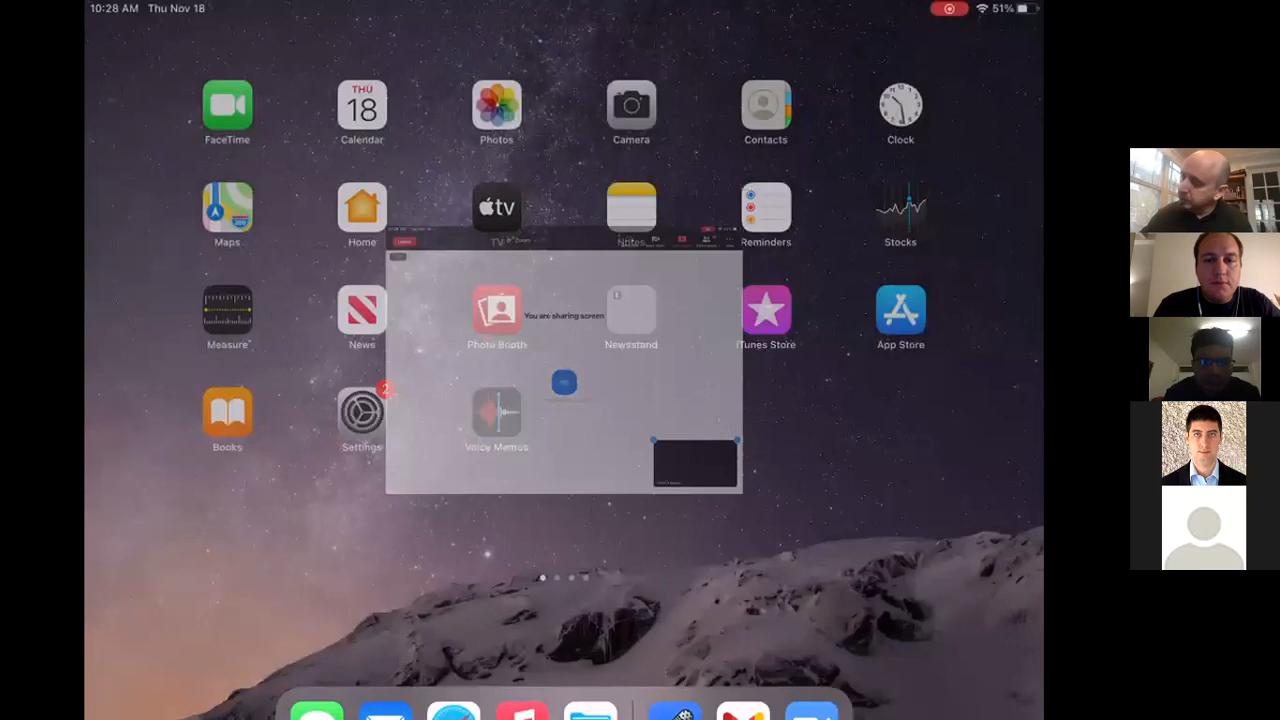 10:28 AM Thu Nov 18
51%
THU
18
FaceTime
Calendar
Photos
Camera
Contacts
Clock
tv
Maps
Home
TV
Notes
Reminders
Stocks
You are sharing screen
Measure
News
Photo Booth
Newsstand
iTunes Store
App Store
2
Books
Settings
Voice Memos